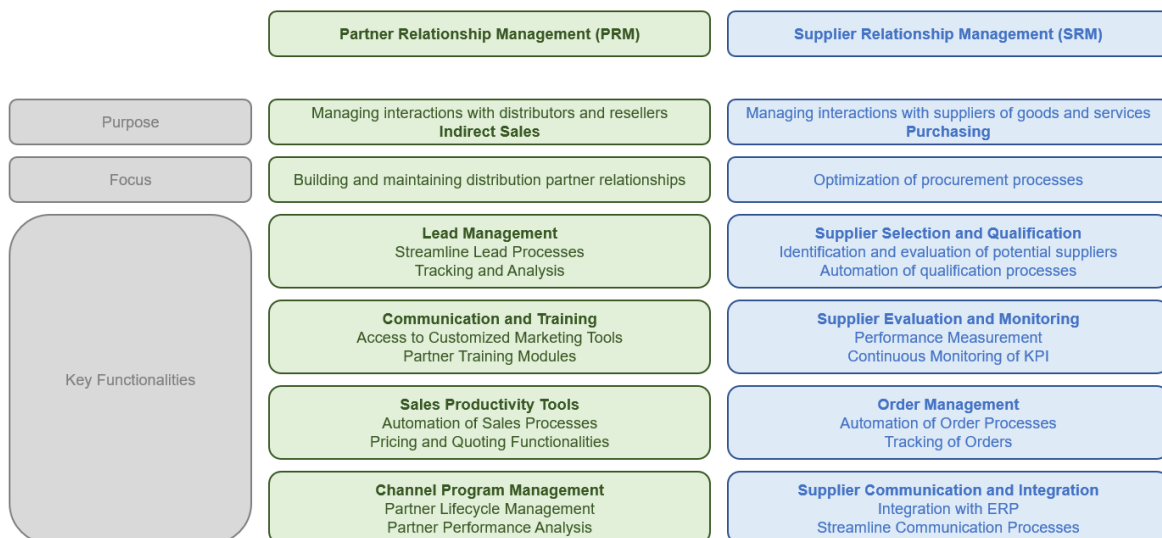 Partner Relationship Management (PRM)
Supplier Relationship Management (SRM)
Purpose
Managing interactions with distributors and resellers
Indirect Sales
Managing interactions with suppliers of goods and services
Purchasing
Focus
Building and maintaining distribution partner relationships
Optimization of procurement processes
Key Functionalities
Lead Management
Streamline Lead Processes
Tracking and Analysis
Supplier Selection and Qualification
Identification and evaluation of potential suppliers
Automation of qualification processes
Communication and Training
Access to Customized Marketing Tools
Partner Training Modules
Supplier Evaluation and Monitoring
Performance Measurement
Continuous Monitoring of KPI
Sales Productivity Tools
Automation of Sales Processes
Pricing and Quoting Functionalities
Order Management
Automation of Order Processes
Tracking of Orders
Channel Program Management
Partner Lifecycle Management
Partner Performance Analysis
Supplier Communication and Integration
Integration with ERP
Streamline Communication Processes